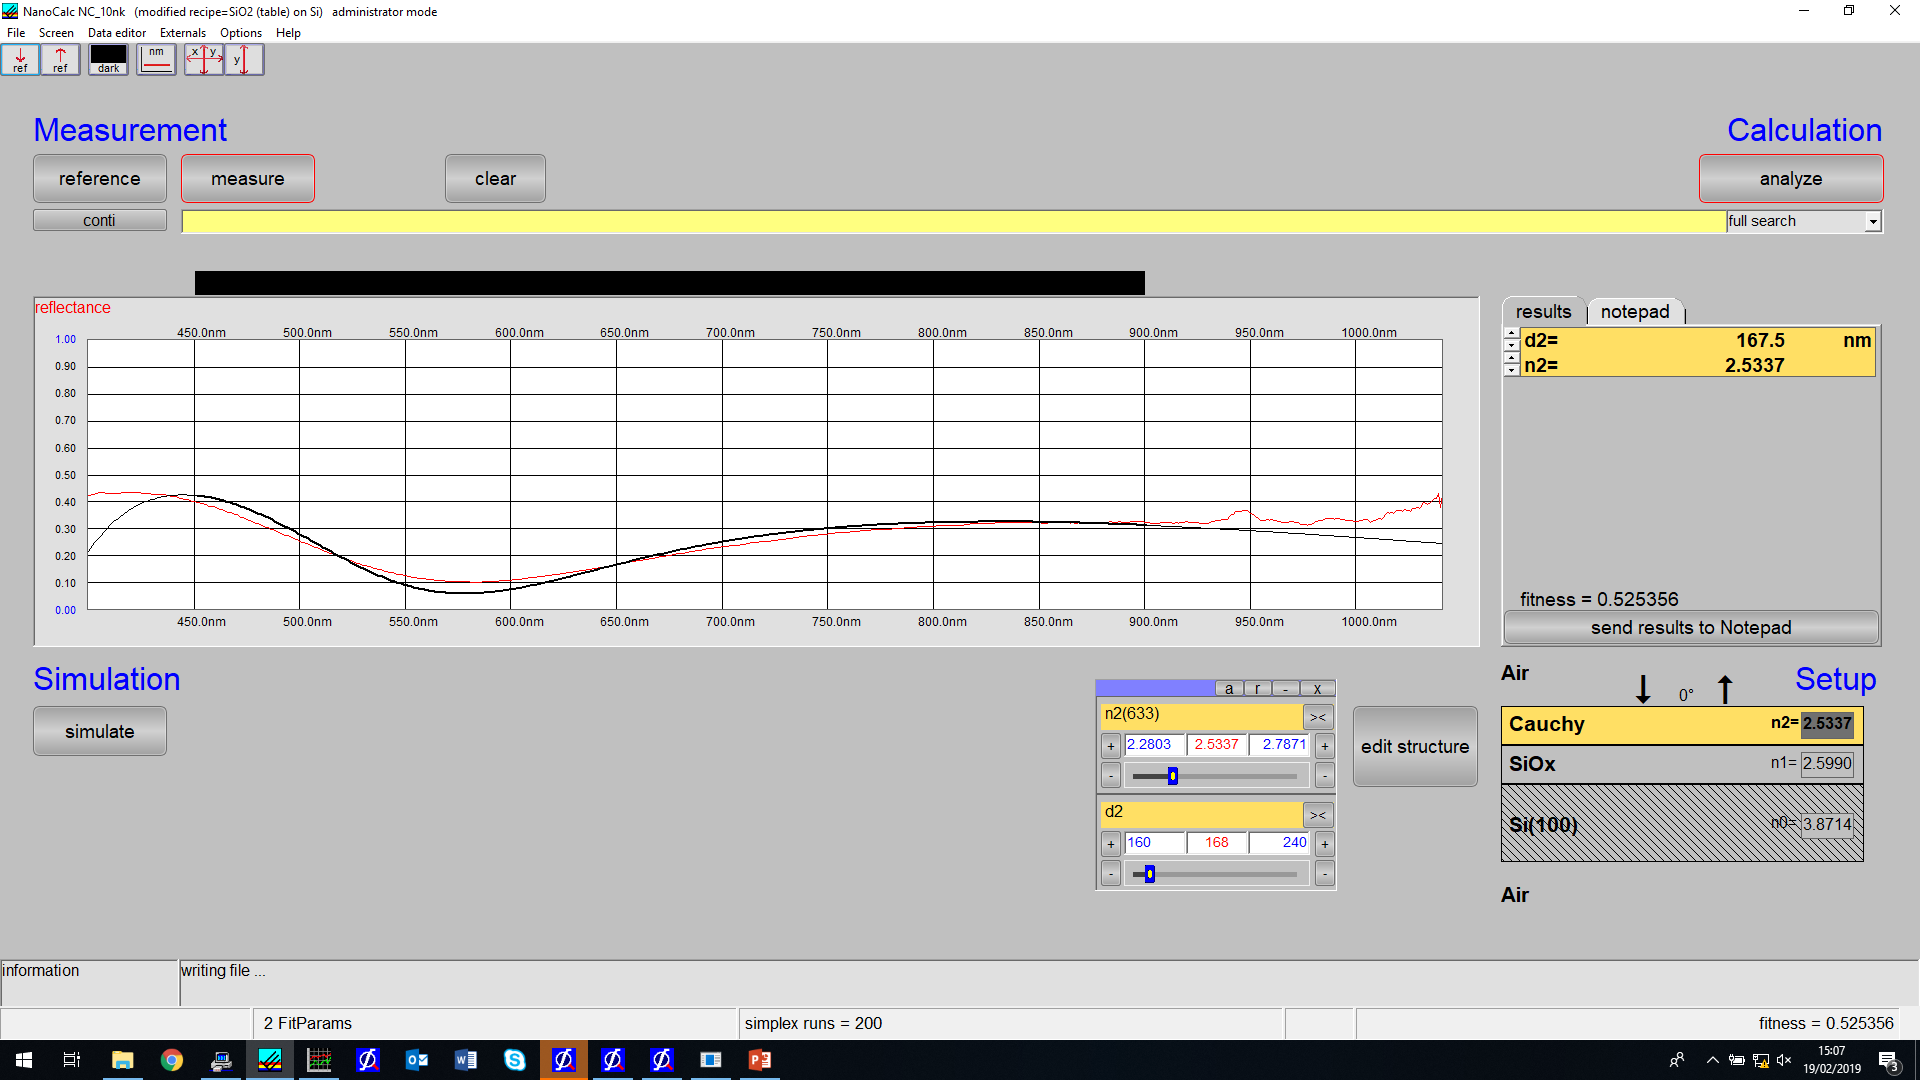 NanoCalc NC_10nk   (modified recipe=SiO2 (table) on Si)   administrator mode
File Screen Data editor Externals Options Help
ref ref dark nm x y y
Measurement
Calculation
reference measure clear analyze
conti
full search
reflectance
450.0nm 500.0nm 550.0nm 600.0nm 650.0nm 700.0nm 750.0nm 800.0nm 850.0nm 900.0nm 950.0nm 1000.0nm
1.00
0.90
0.80
0.70
0.60
0.50
0.40
0.30
0.20
0.10
0.00
450.0nm 500.0nm 550.0nm 600.0nm 650.0nm 700.0nm 750.0nm 800.0nm 850.0nm 900.0nm 950.0nm 1000.0nm
results notepad
d2= 167.5 nm
n2= 2.5337
fitness = 0.525356
send results to Notepad
Simulation
simulate
a r - x
n2(633) ><
+ 2.2803 2.5337 2.7871 +
- -
d2 ><
+ 160 168 240 +
- -
edit structure
Air
0°
Setup
Cauchy n2= 2.5337
SiOx n1= 2.5990
Si(100) n0= 3.8714
Air
information writing file ...
2 FitParams simplex runs = 200 fitness = 0.525356
15:07
19/02/2019
3